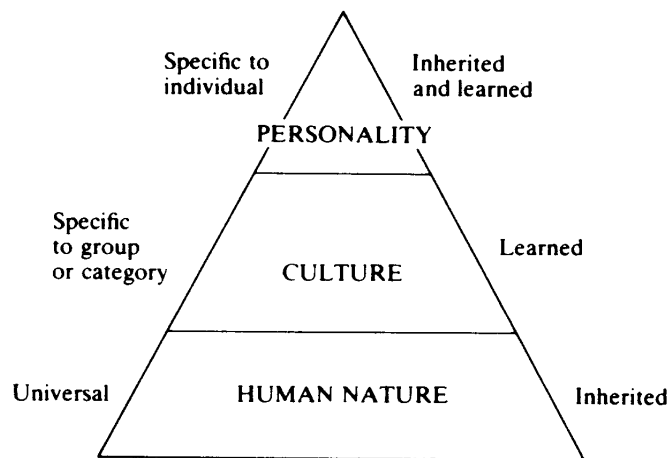 Specific to
individual
Inherited
and learned
PERSONALITY
Specific
to group
or category
CULTURE
Learned
Universal
HUMAN NATURE
Inherited